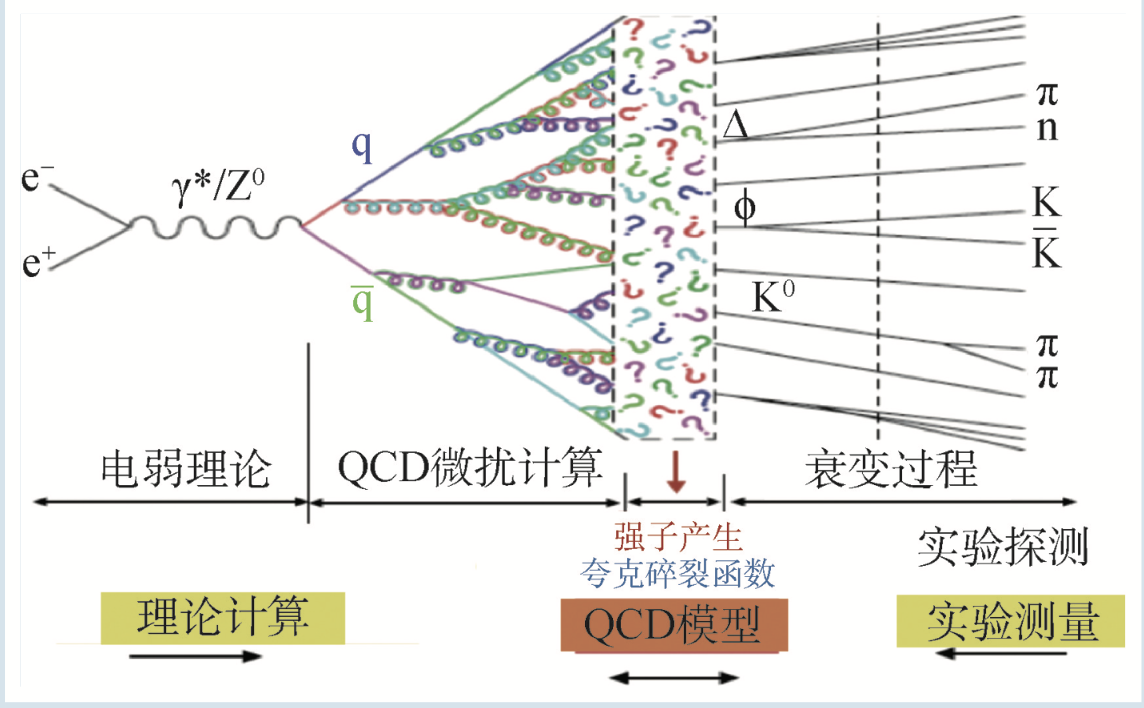 e⁻
e⁺
γ*/Z⁰
q
q̅
Δ
ϕ
K⁰
π
n
K
K̅
π
π
电弱理论
QCD微扰计算
衰变过程
强子产生
夸克碎裂函数
实验探测
理论计算
QCD模型
实验测量